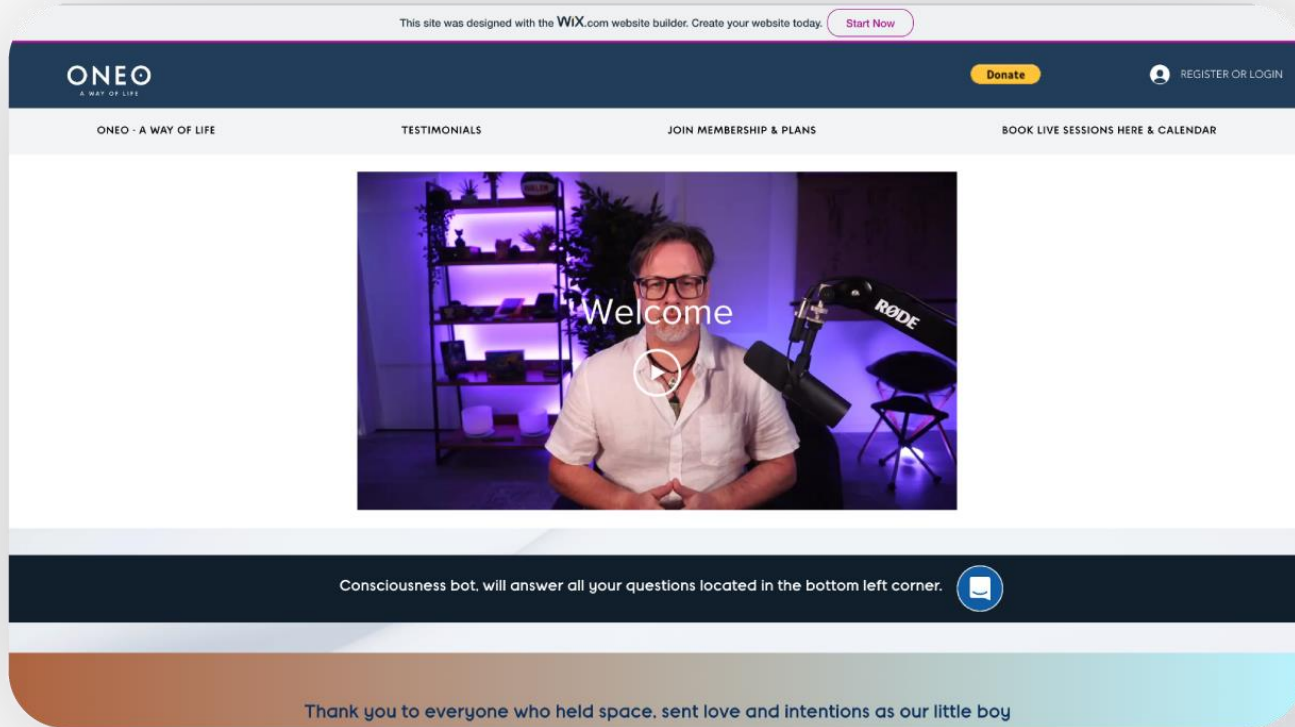 This site was designed with the WiX.com website builder. Create your website today. Start Now
ONEO
A WAY OF LIFE
Donate
REGISTER OR LOGIN
ONEO - A WAY OF LIFE
TESTIMONIALS
JOIN MEMBERSHIP & PLANS
BOOK LIVE SESSIONS HERE & CALENDAR
Welcome
RØDE
Consciousness bot, will answer all your questions located in the bottom left corner.
Thank you to everyone who held space, sent love and intentions as our little boy